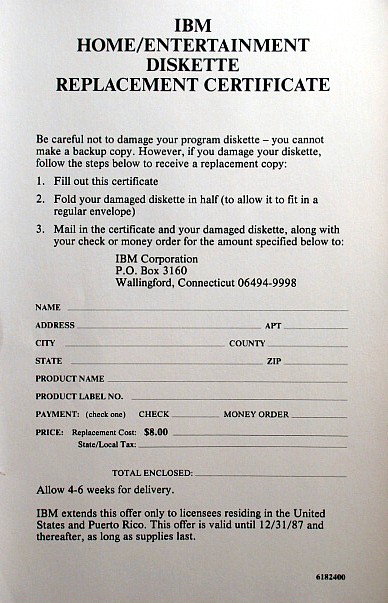 IBM
HOME/ENTERTAINMENT
DISKETTE
REPLACEMENT CERTIFICATE
Be careful not to damage your program diskette – you cannot
make a backup copy. However, if you damage your diskette,
follow the steps below to receive a replacement copy:
1. Fill out this certificate
2. Fold your damaged diskette in half (to allow it to fit in a
regular envelope)
3. Mail in the certificate and your damaged diskette, along with
your check or money order for the amount specified below to:
IBM Corporation
P.O. Box 3160
Wallingford, Connecticut 06494-9998
NAME
ADDRESS APT
CITY COUNTY
STATE ZIP
PRODUCT NAME
PRODUCT LABEL NO.
PAYMENT: (check one) CHECK MONEY ORDER
PRICE: Replacement Cost: $8.00
State/Local Tax:
TOTAL ENCLOSED:
Allow 4-6 weeks for delivery.
IBM extends this offer only to licensees residing in the United
States and Puerto Rico. This offer is valid until 12/31/87 and
thereafter, as long as supplies last.
6182400